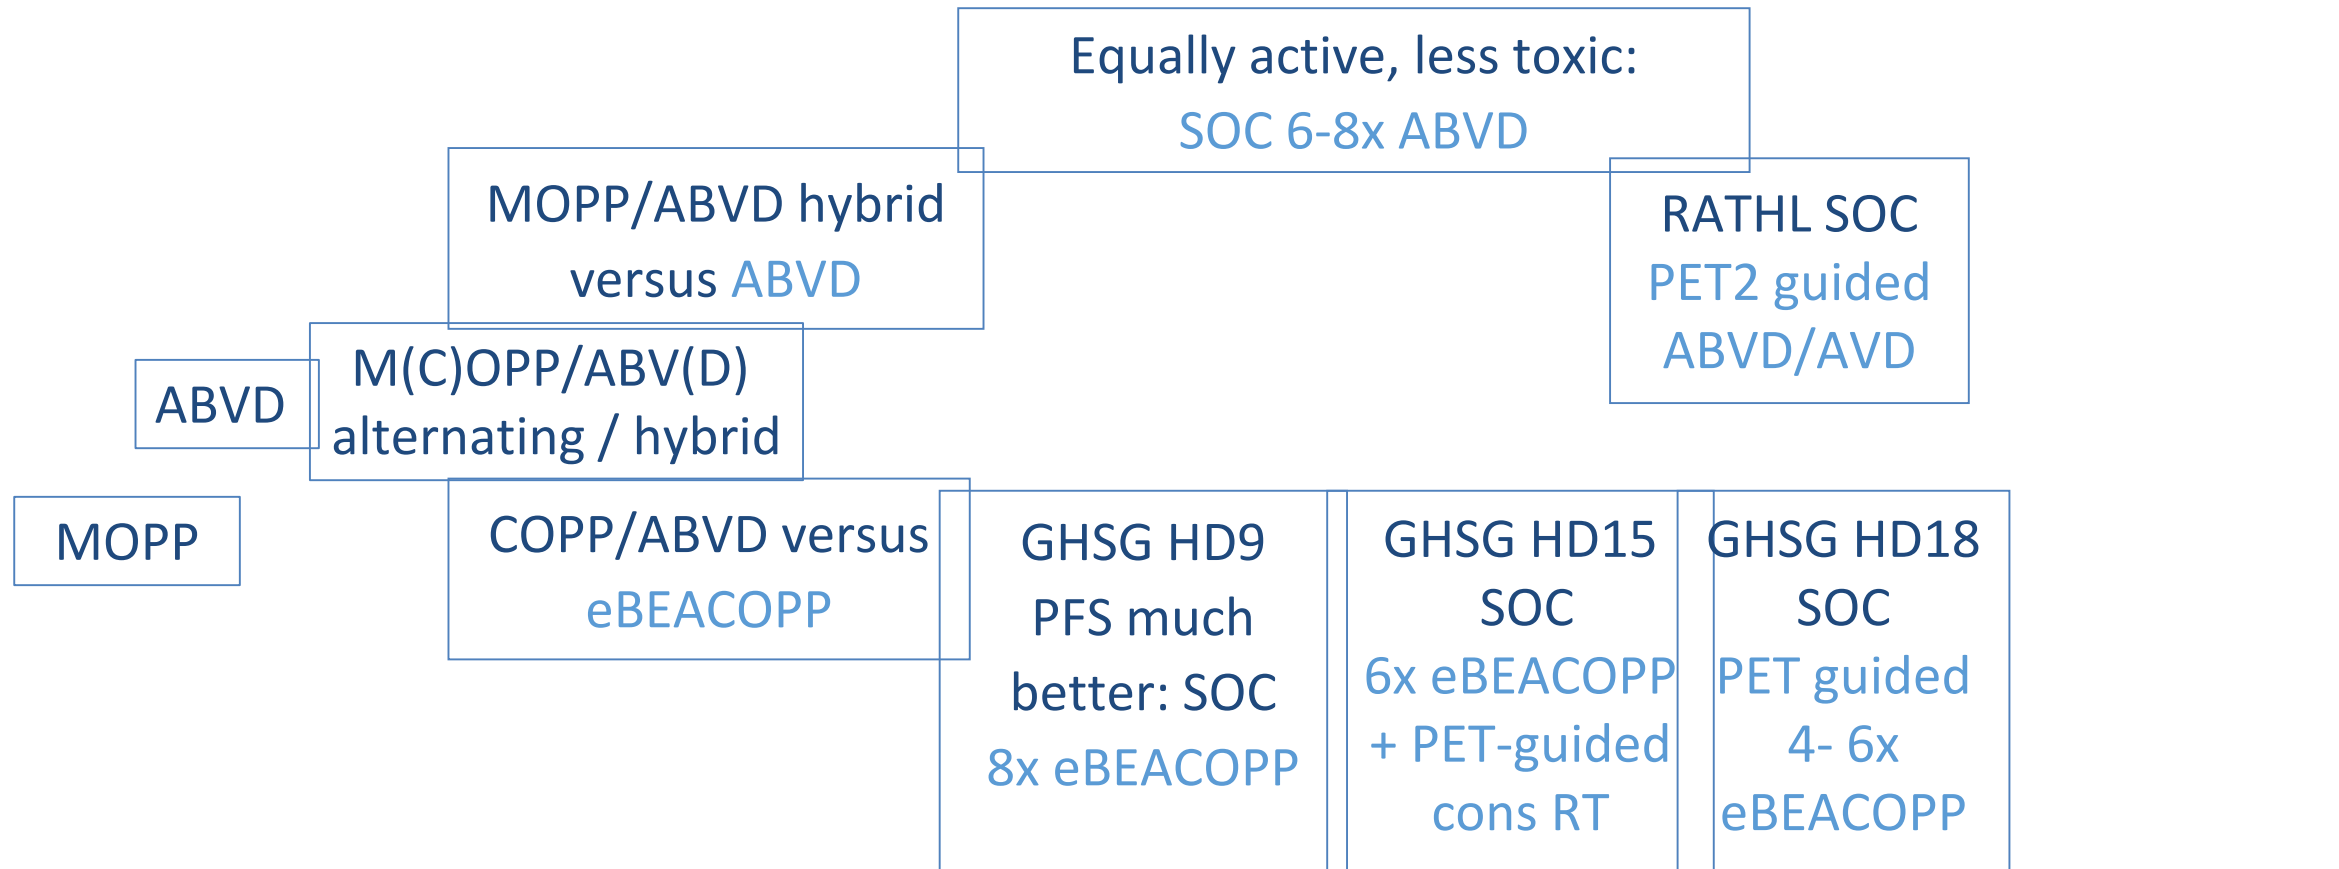 Equally active, less toxic:
SOC 6-8x ABVD
MOPP/ABVD hybrid
versus ABVD
RATHL SOC
PET2 guided
ABVD/AVD
M(C)OPP/ABV(D)
alternating / hybrid
ABVD
MOPP
COPP/ABVD versus
eBEACOPP
GHSG HD9
PFS much
better: SOC
8x eBEACOPP
GHSG HD15
SOC
6x eBEACOPP
+ PET-guided
cons RT
GHSG HD18
SOC
PET guided
4- 6x
eBEACOPP